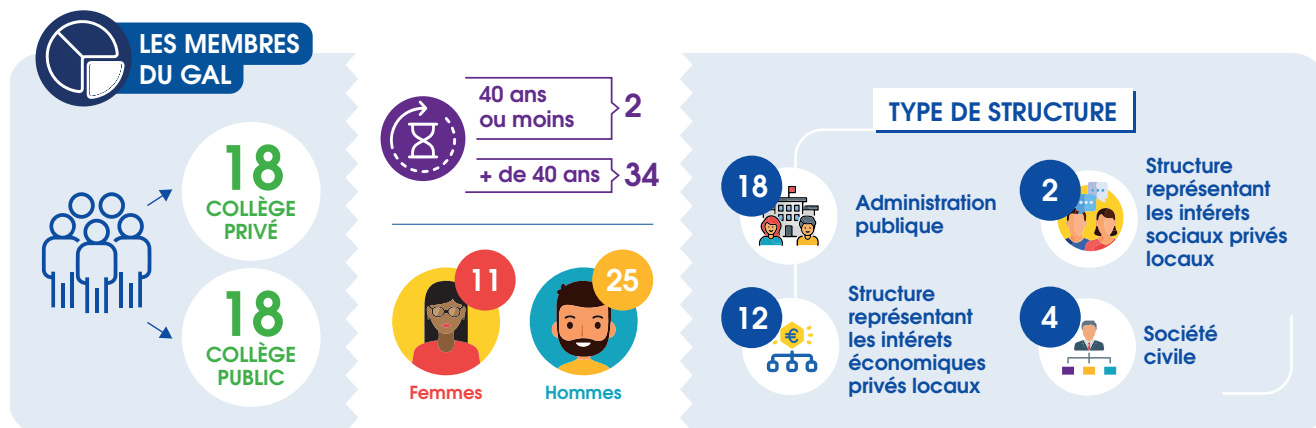 LES MEMBRES
DU GAL
18
COLLÈGE
PRIVÉ
18
COLLÈGE
PUBLIC
40 ans
ou moins
2
+ de 40 ans
34
11
Femmes
25
Hommes
TYPE DE STRUCTURE
18
Administration
publique
2
Structure
représentant
les intérets
sociaux privés
locaux
12
€
Structure
représentant
les intérets
économiques
privés locaux
4
Société
civile